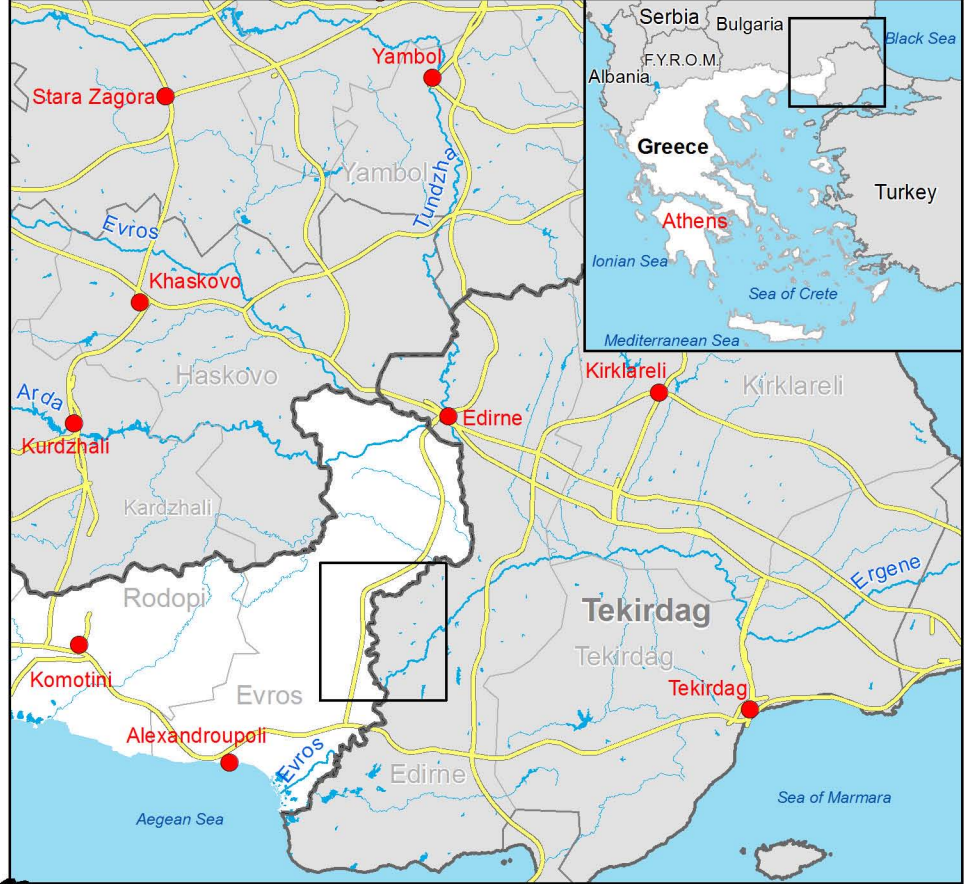 Serbia
Bulgaria
Black Sea
F.Y.R.O.M.
Albania
Greece
Turkey
Athens
Ionian Sea
Sea of Crete
Mediterranean Sea
Yambol
Stara Zagora
Yambol
Tundzha
Evros
Khaskovo
Haskovo
Kirklareli
Kirklareli
Arda
Edirne
Kurdzhali
Kardzhali
Ergene
Rodopi
Tekirdag
Tekirdag
Komotini
Evros
Tekirdag
Alexandroupoli
Evros
Edirne
Sea of Marmara
Aegean Sea